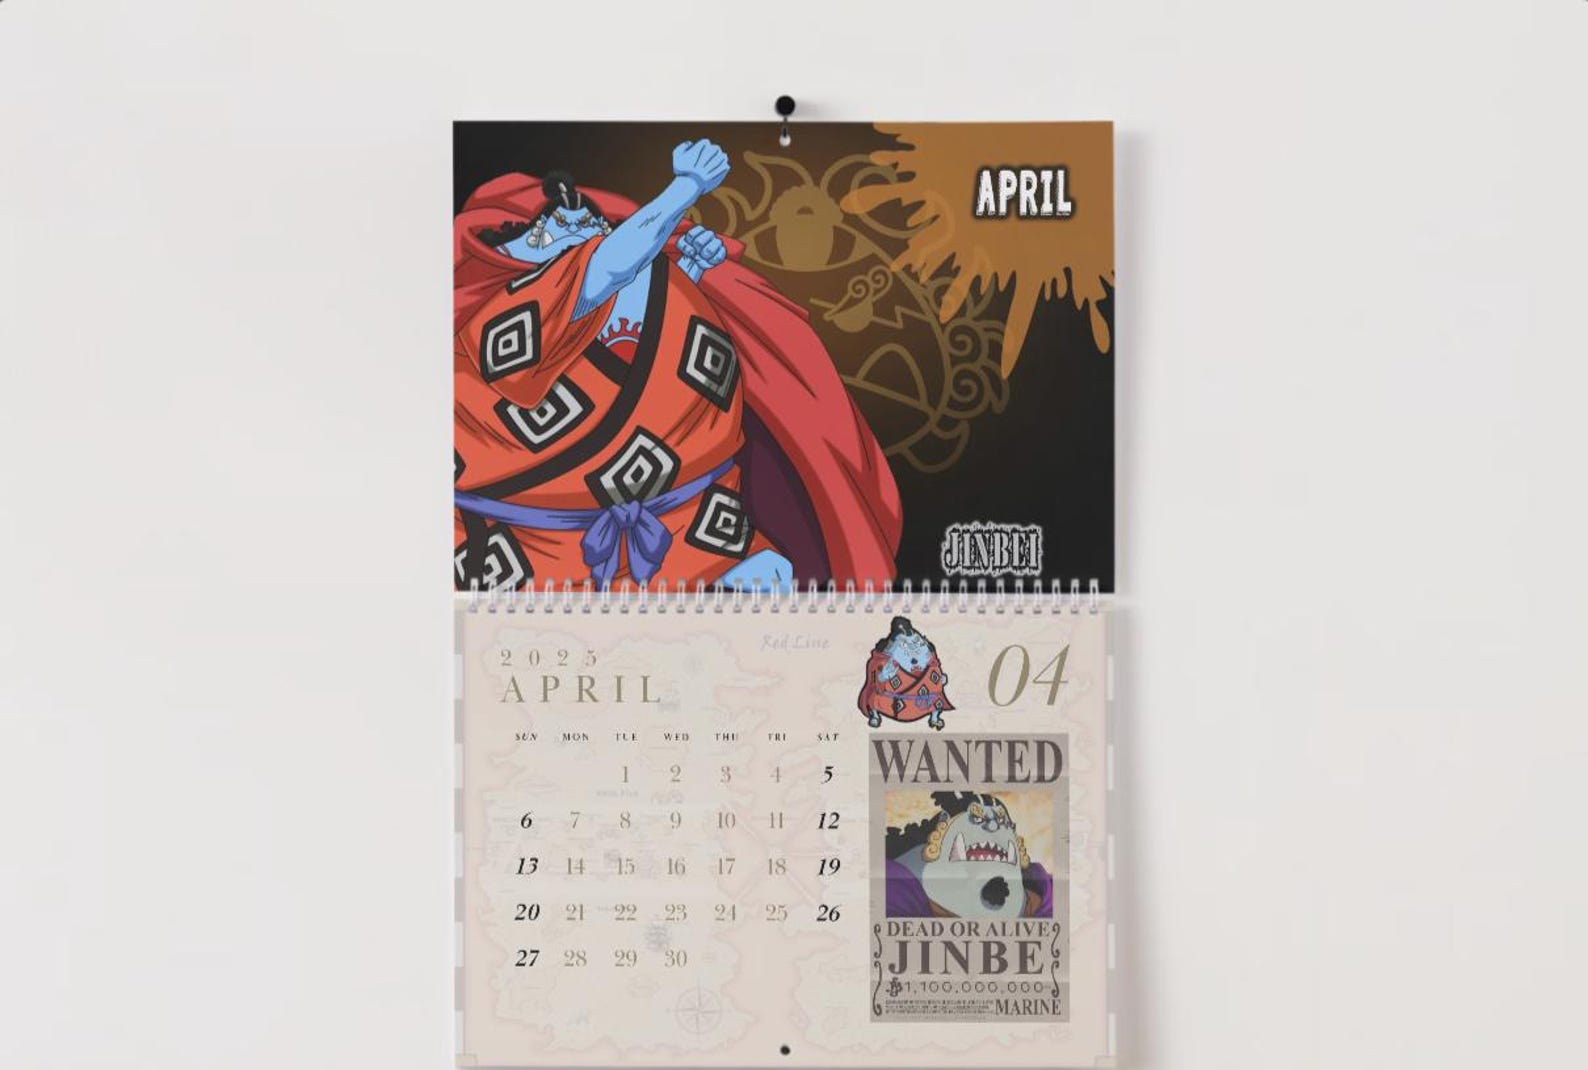 APRIL
JINBEI
Red Line
2025
APRIL
04
SUN MON TUE WED THU FRI SAT
1 2 3 4 5
6 7 8 9 10 11 12
13 14 15 16 17 18 19
20 21 22 23 24 25 26
27 28 29 30
WANTED
DEAD OR ALIVE
JINBE
฿1,100,000,000-
MARINE